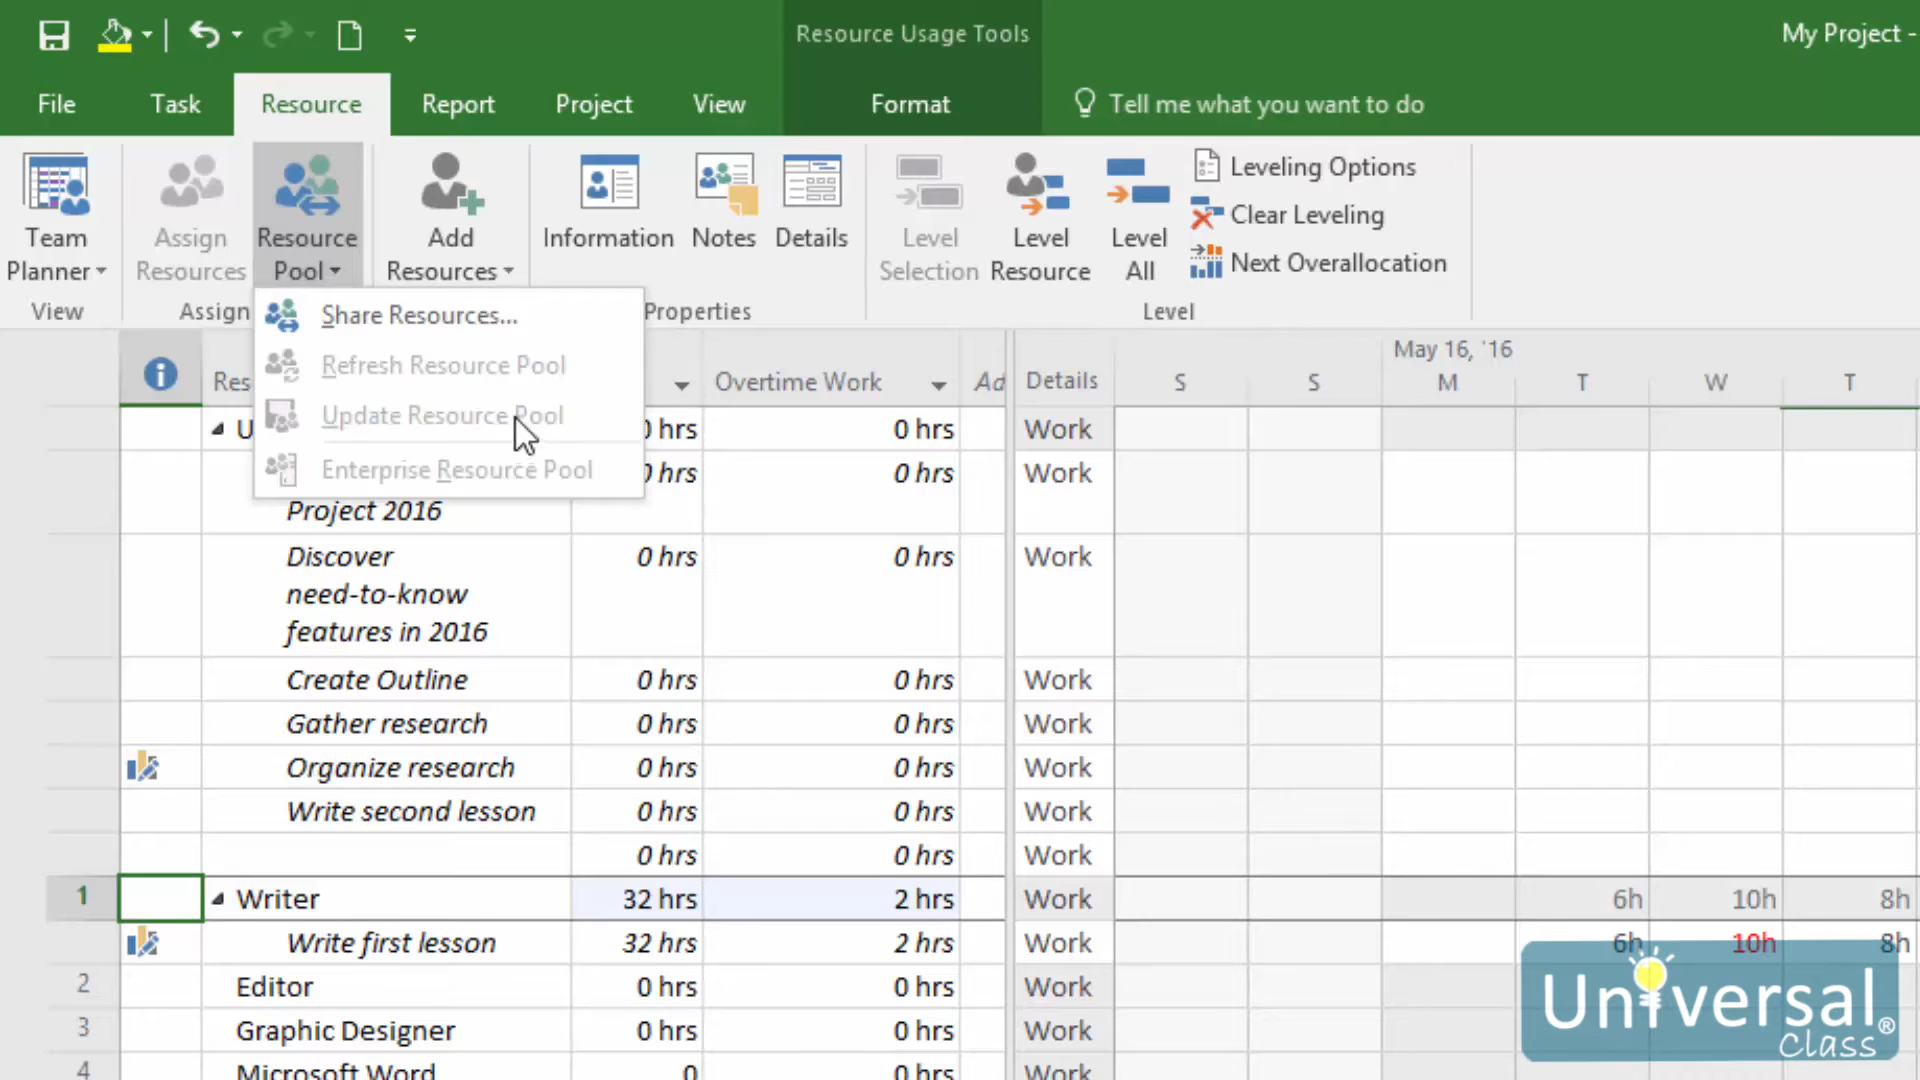 Resource Usage Tools
My Project -
File Task Resource Report Project View Format Tell me what you want to do
Team Planner
Assign Resources
Resource Pool
Add Resources
Information
Notes
Details
Level Selection
Level Resource
Level All
Leveling Options
Clear Leveling
Next Overallocation
View
Assign
Properties
Level
Share Resources...
Refresh Resource Pool
Update Resource Pool
Enterprise Resource Pool
May 16, '16
Res Overtime Work Ad Details S S M T W T
U 0 hrs 0 hrs Work
0 hrs 0 hrs Work
Project 2016
Discover 0 hrs 0 hrs Work
need-to-know
features in 2016
Create Outline 0 hrs 0 hrs Work
Gather research 0 hrs 0 hrs Work
Organize research 0 hrs 0 hrs Work
Write second lesson 0 hrs 0 hrs Work
0 hrs 0 hrs Work
1 Writer 32 hrs 2 hrs Work 6h 10h 8h
Write first lesson 32 hrs 2 hrs Work 6h 10h 8h
2 Editor 0 hrs 0 hrs Work
3 Graphic Designer 0 hrs 0 hrs Work
4 Microsoft Word 0 0 hrs Work
Universal®
Class